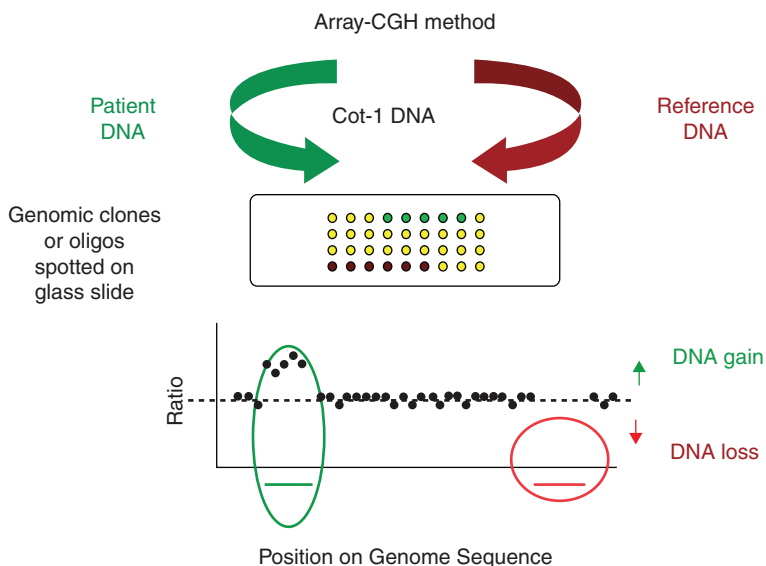 Array-CGH method
Patient
DNA
Cot-1 DNA
Reference
DNA
Genomic clones
or oligos
spotted on
glass slide
Ratio
DNA gain
DNA loss
Position on Genome Sequence